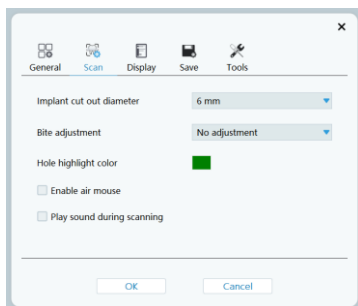 General Scan Display Save Tools
Implant cut out diameter 6 mm
Bite adjustment No adjustment
Hole highlight color
Enable air mouse
Play sound during scanning
OK Cancel